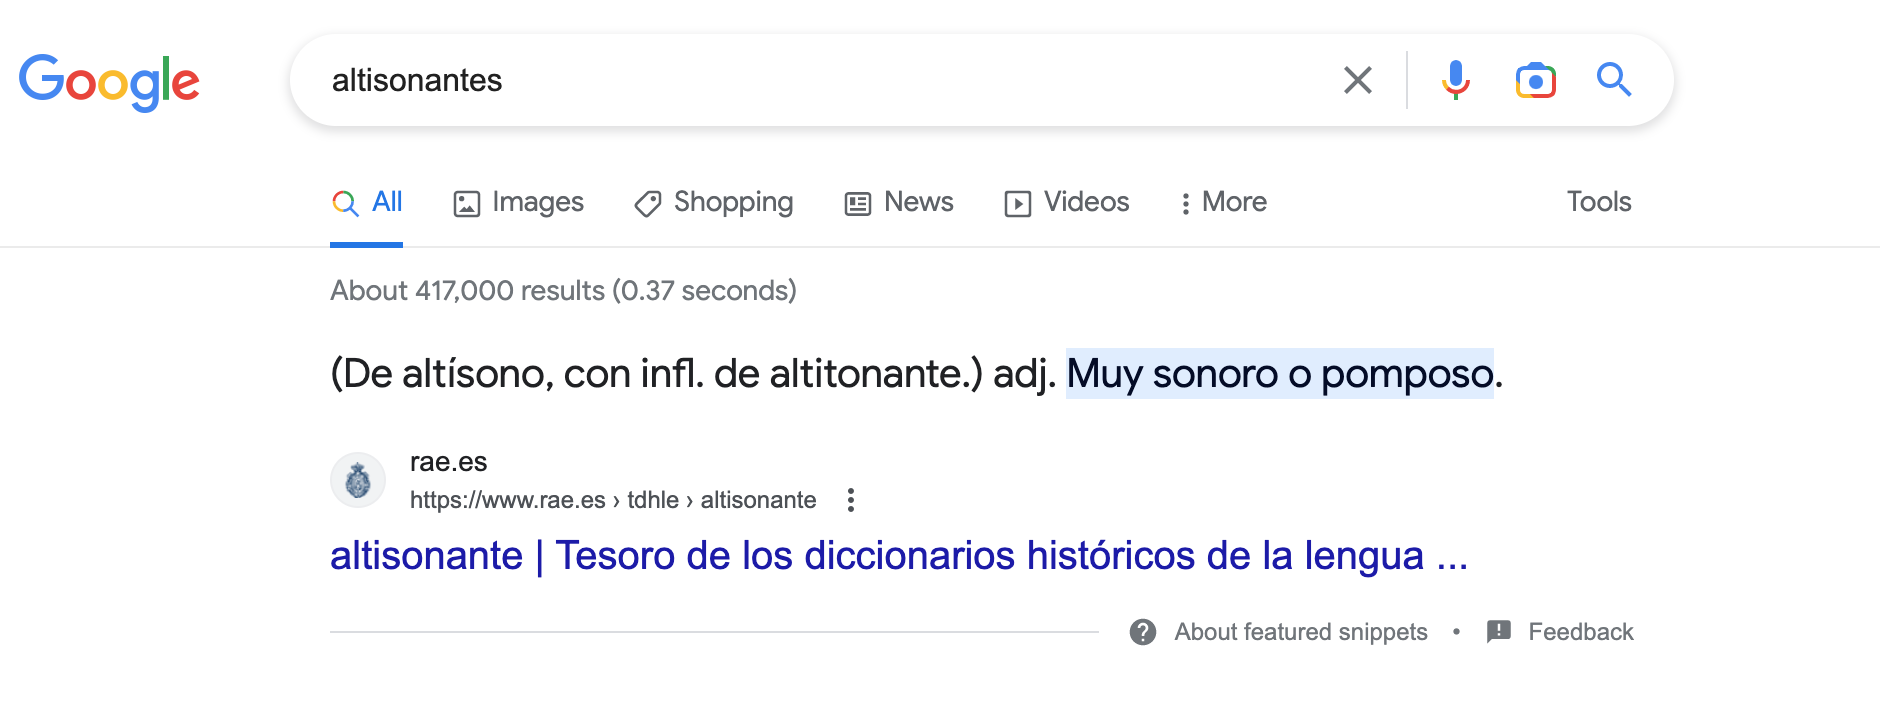 Google
altisonantes
All Images Shopping News Videos More Tools
About 417,000 results (0.37 seconds)
(De altísono, con infl. de altitonante.) adj. Muy sonoro o pomposo.
rae.es
https://www.rae.es › tdhle › altisonante
altisonante | Tesoro de los diccionarios históricos de la lengua ...
About featured snippets • Feedback